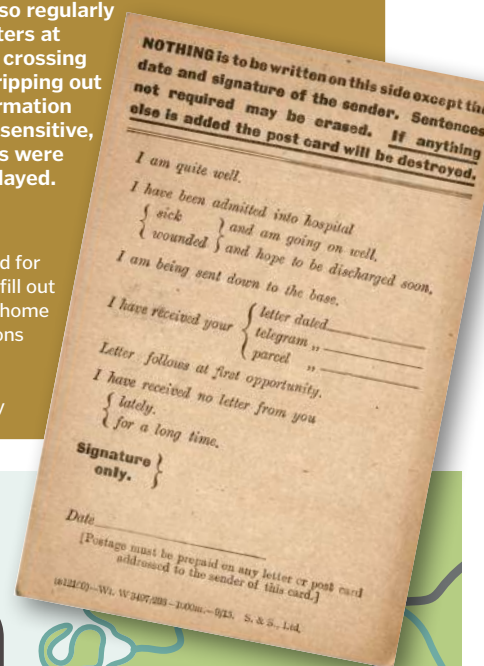 so regularly
ters at
crossing
ripping out
rmation
sensitive,
s were
layed.
d for
fill out
home
ons
y
NOTHING is to be written on this side except the
date and signature of the sender. Sentences
not required may be erased. If anything
else is added the post card will be destroyed.
I am quite well.
I have been admitted into hospital
{ sick } and am going on well.
{ wounded } and hope to be discharged soon.
I am being sent down to the base.
I have received your { letter dated
telegram „
parcel „
Letter follows at first opportunity.
I have received no letter from you
{ lately.
{ for a long time.
Signature
only. }
Date
[Postage must be prepaid on any letter or post card
addressed to the sender of this card.]
Wt. W3497/293—1000m.—9/15. S. & S., Ltd.